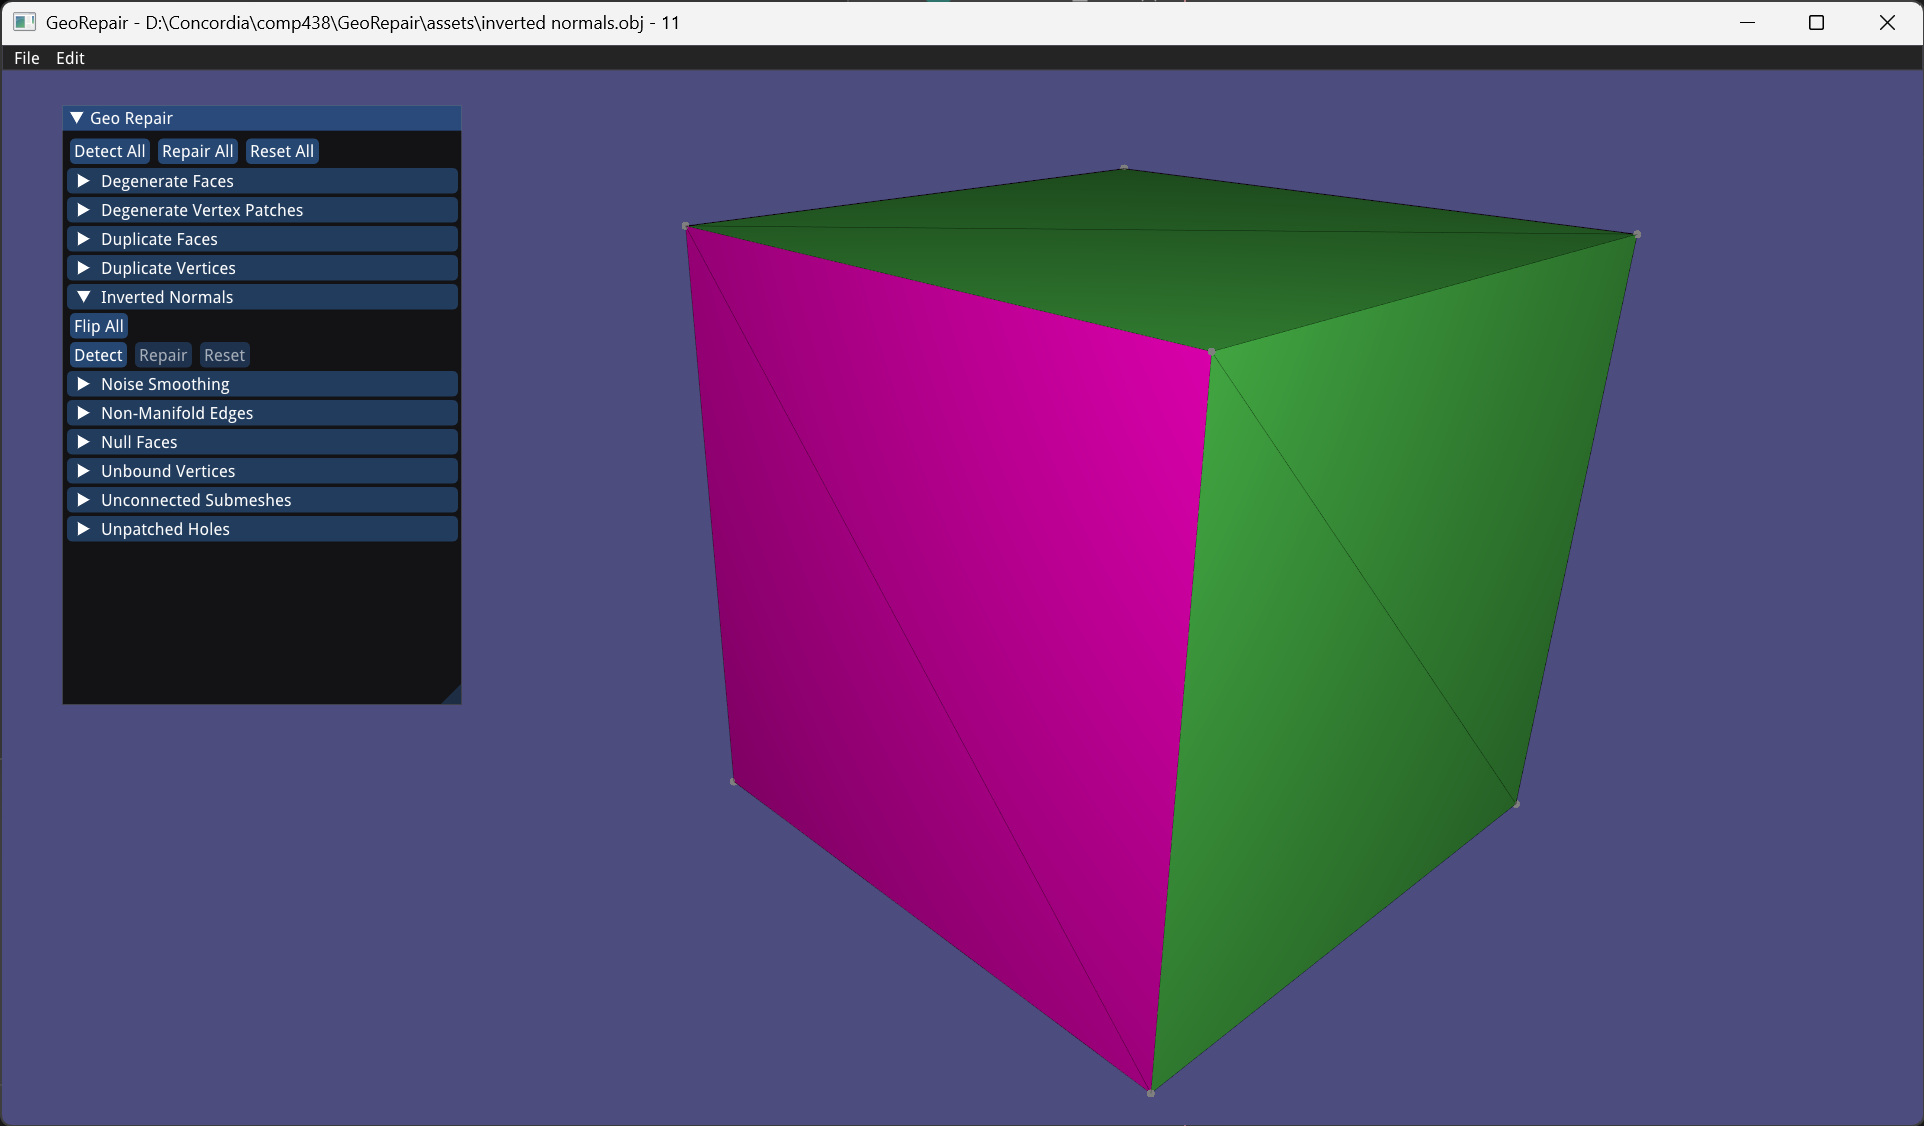 GeoRepair - D:\Concordia\comp438\GeoRepair\assets\inverted normals.obj - 11
File Edit
Geo Repair
Detect All Repair All Reset All
Degenerate Faces
Degenerate Vertex Patches
Duplicate Faces
Duplicate Vertices
Inverted Normals
Flip All
Detect Repair Reset
Noise Smoothing
Non-Manifold Edges
Null Faces
Unbound Vertices
Unconnected Submeshes
Unpatched Holes